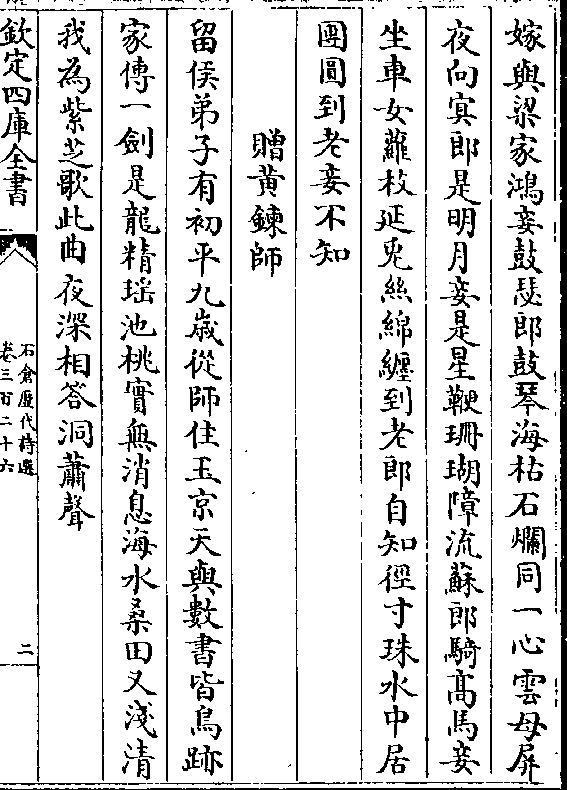 嫁與梁家鴻妾鼓瑟郎鼓琴海枯石爛同一心雲母屏
夜向寅郎是明月妾是星鞭珊瑚障流蘇郎騎髙馬妾
坐車女蘿枝延兎絲綿纒到老郎自知徑寸珠水中居
團圓到老妾不知
贈黄鍊師
留侯弟子有初平九歳從師住玉京天與數書皆鳥跡
家傳一劍是龍精瑶池桃實無消息海水桑田又淺清
我為紫芝歌此曲夜深相答洞蕭聲
欽定四庫全書
石倉歴代詩選
卷三百二十六
二